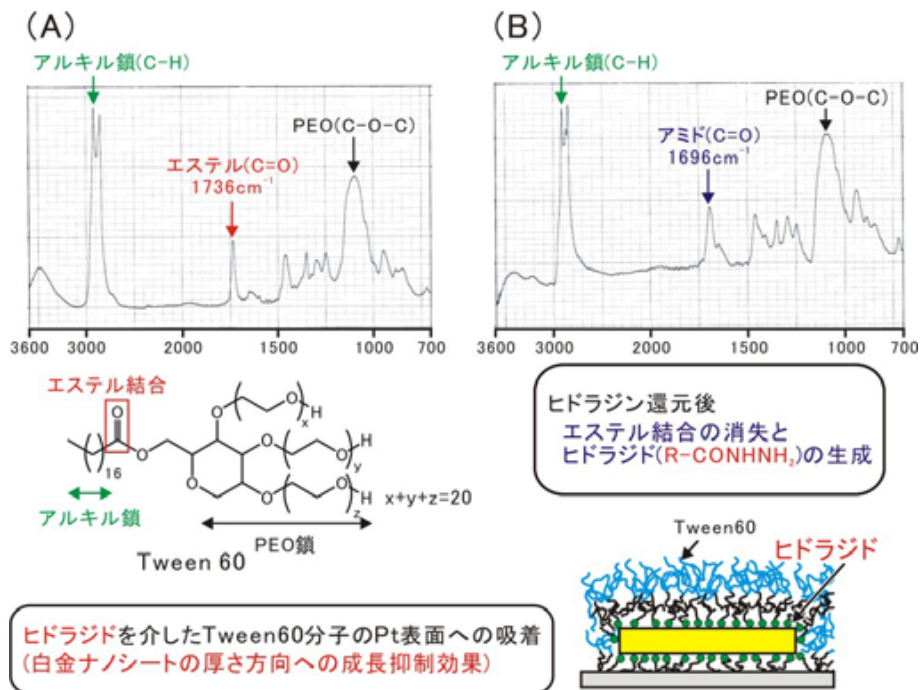 (A)
アルキル鎖(C-H)
PEO(C-O-C)
エステル(C=O)
1736cm⁻¹
3600 3000 2000 1500 1000 700
(B)
アルキル鎖(C-H)
PEO(C-O-C)
アミド(C=O)
1696cm⁻¹
3600 3000 2000 1500 1000 700
エステル結合
O
O
H
x
O
O
O
O
H
y
16
O
O
O
H
z
x+y+z=20
アルキル鎖
PEO鎖
Tween 60
ヒドラジン還元後
エステル結合の消失と
ヒドラジド(R-CONHNH₂)の生成
Tween60
ヒドラジド
ヒドラジドを介したTween60分子のPt表面への吸着
(白金ナノシートの厚さ方向への成長抑制効果)